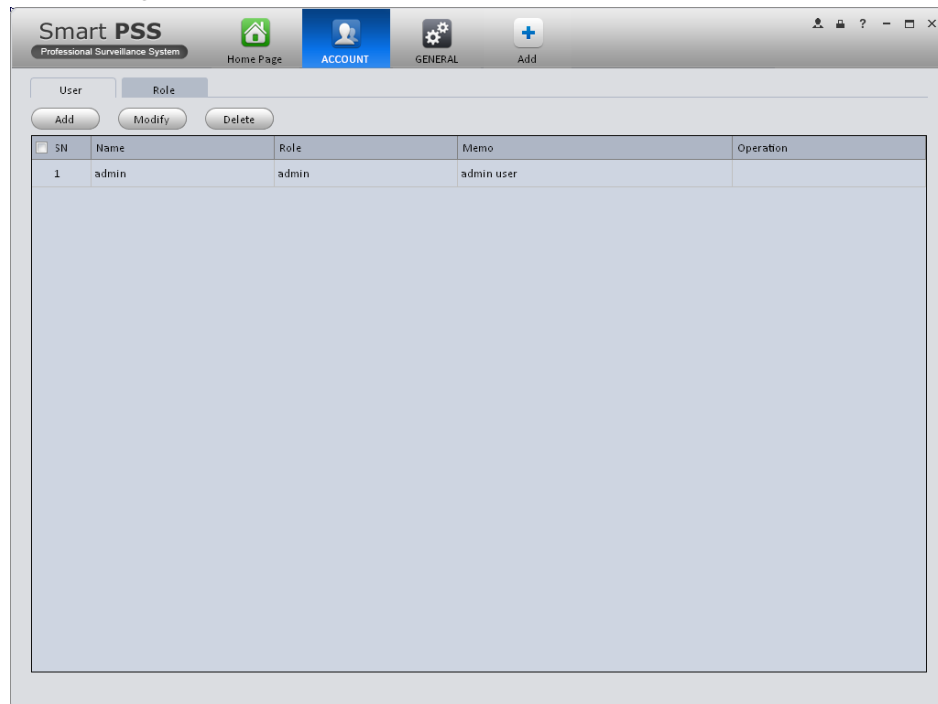 Smart PSS
Professional Surveillance System
Home Page
ACCOUNT
GENERAL
Add
?
User
Role
Add
Modify
Delete
SN Name Role Memo Operation
1 admin admin admin user